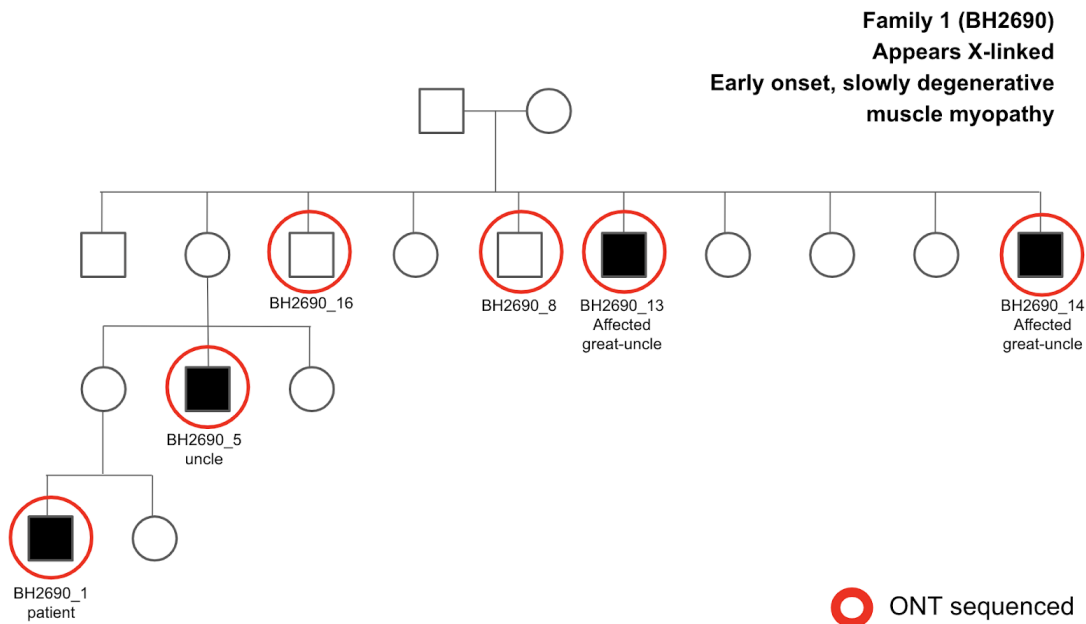 Family 1 (BH2690)
Appears X-linked
Early onset, slowly degenerative
muscle myopathy
BH2690_16
BH2690_8
BH2690_13
Affected
great-uncle
BH2690_14
Affected
great-uncle
BH2690_5
uncle
BH2690_1
patient
ONT sequenced